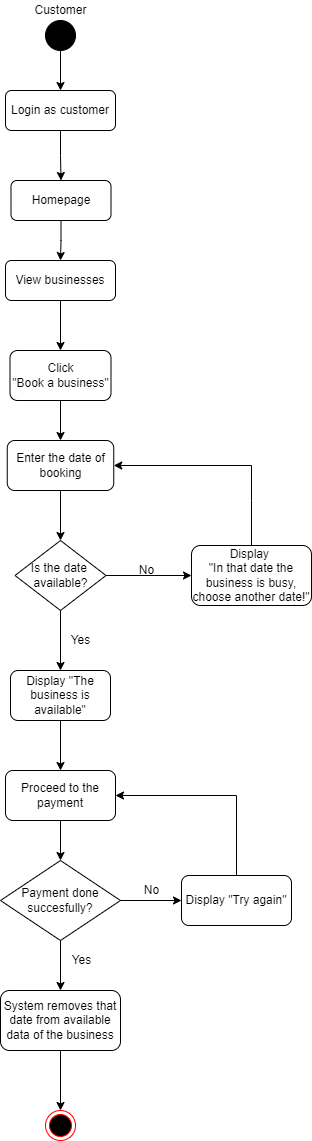 Customer
Login as customer
Homepage
View businesses
Click
"Book a business"
Enter the date of
booking
Is the date
available?
No
Display
"In that date the
business is busy,
choose another date!"
Yes
Display "The
business is
available"
Proceed to the
payment
Payment done
succesfully?
No
Display "Try again"
Yes
System removes that
date from available
data of the business